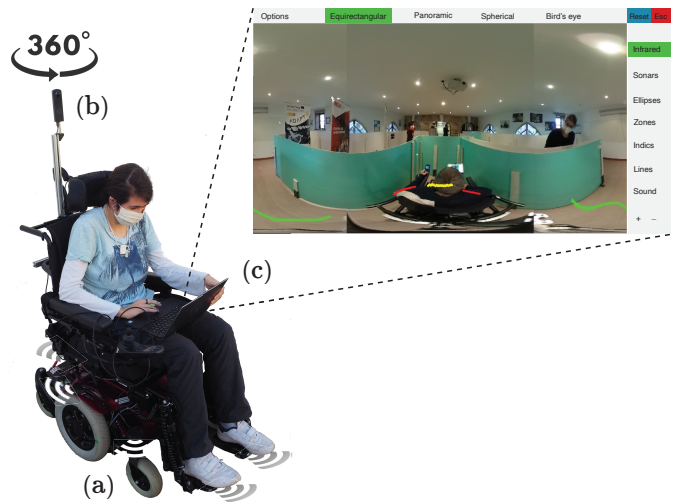 Options Equirectangular Panoramic Spherical Bird's eye Reset Esc
Infrared
Sonars
Ellipses
Zones
Indics
Lines
Sound
+ −
360°
(b)
(c)
(a)